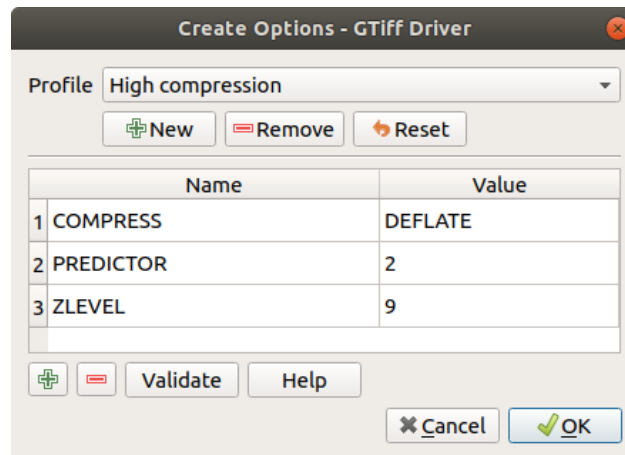 Create Options - GTiff Driver
Profile High compression
New Remove Reset
Name Value
1 COMPRESS DEFLATE
2 PREDICTOR 2
3 ZLEVEL 9
Validate Help
Cancel OK